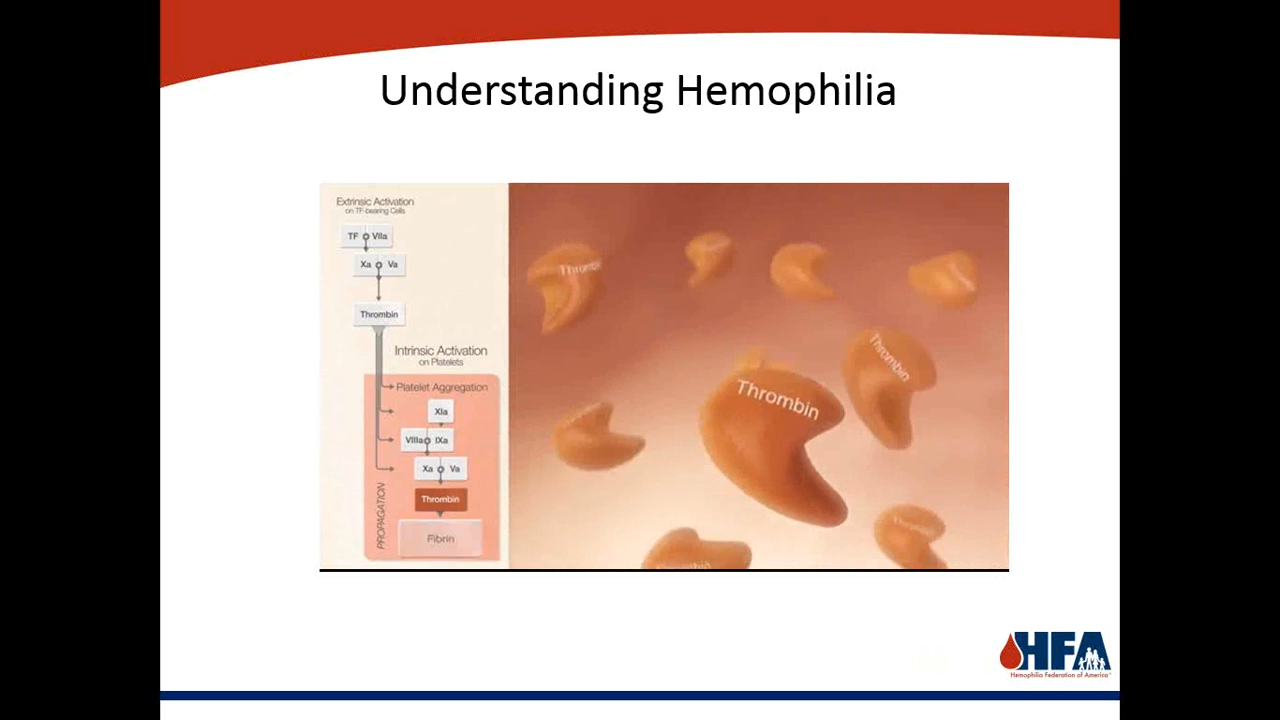 Understanding Hemophilia
Extrinsic Activation
on TF-bearing Cells
TF VIIa
Xa Va
Thrombin
Intrinsic Activation
on Platelets
Platelet Aggregation
XIa
VIIIa IXa
Xa Va
Thrombin
Fibrin
PROPAGATION
Thrombin
Thrombin
Thrombin
Thrombin
HFA
Hemophilia Federation of America